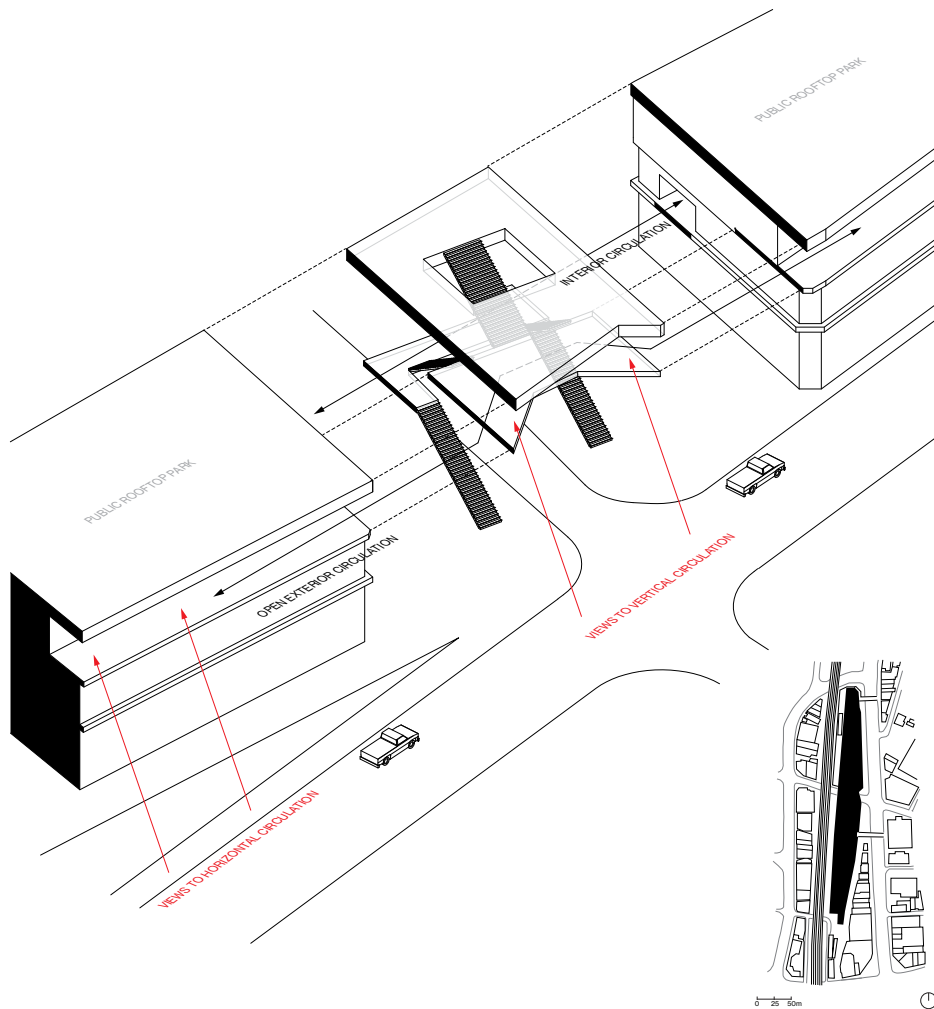 PUBLIC ROOFTOP PARK
INTERIOR CIRCULATION
PUBLIC ROOFTOP PARK
OPEN EXTERIOR CIRCULATION
VIEWS TO VERTICAL CIRCULATION
VIEWS TO HORIZONTAL CIRCULATION
0 25 50m